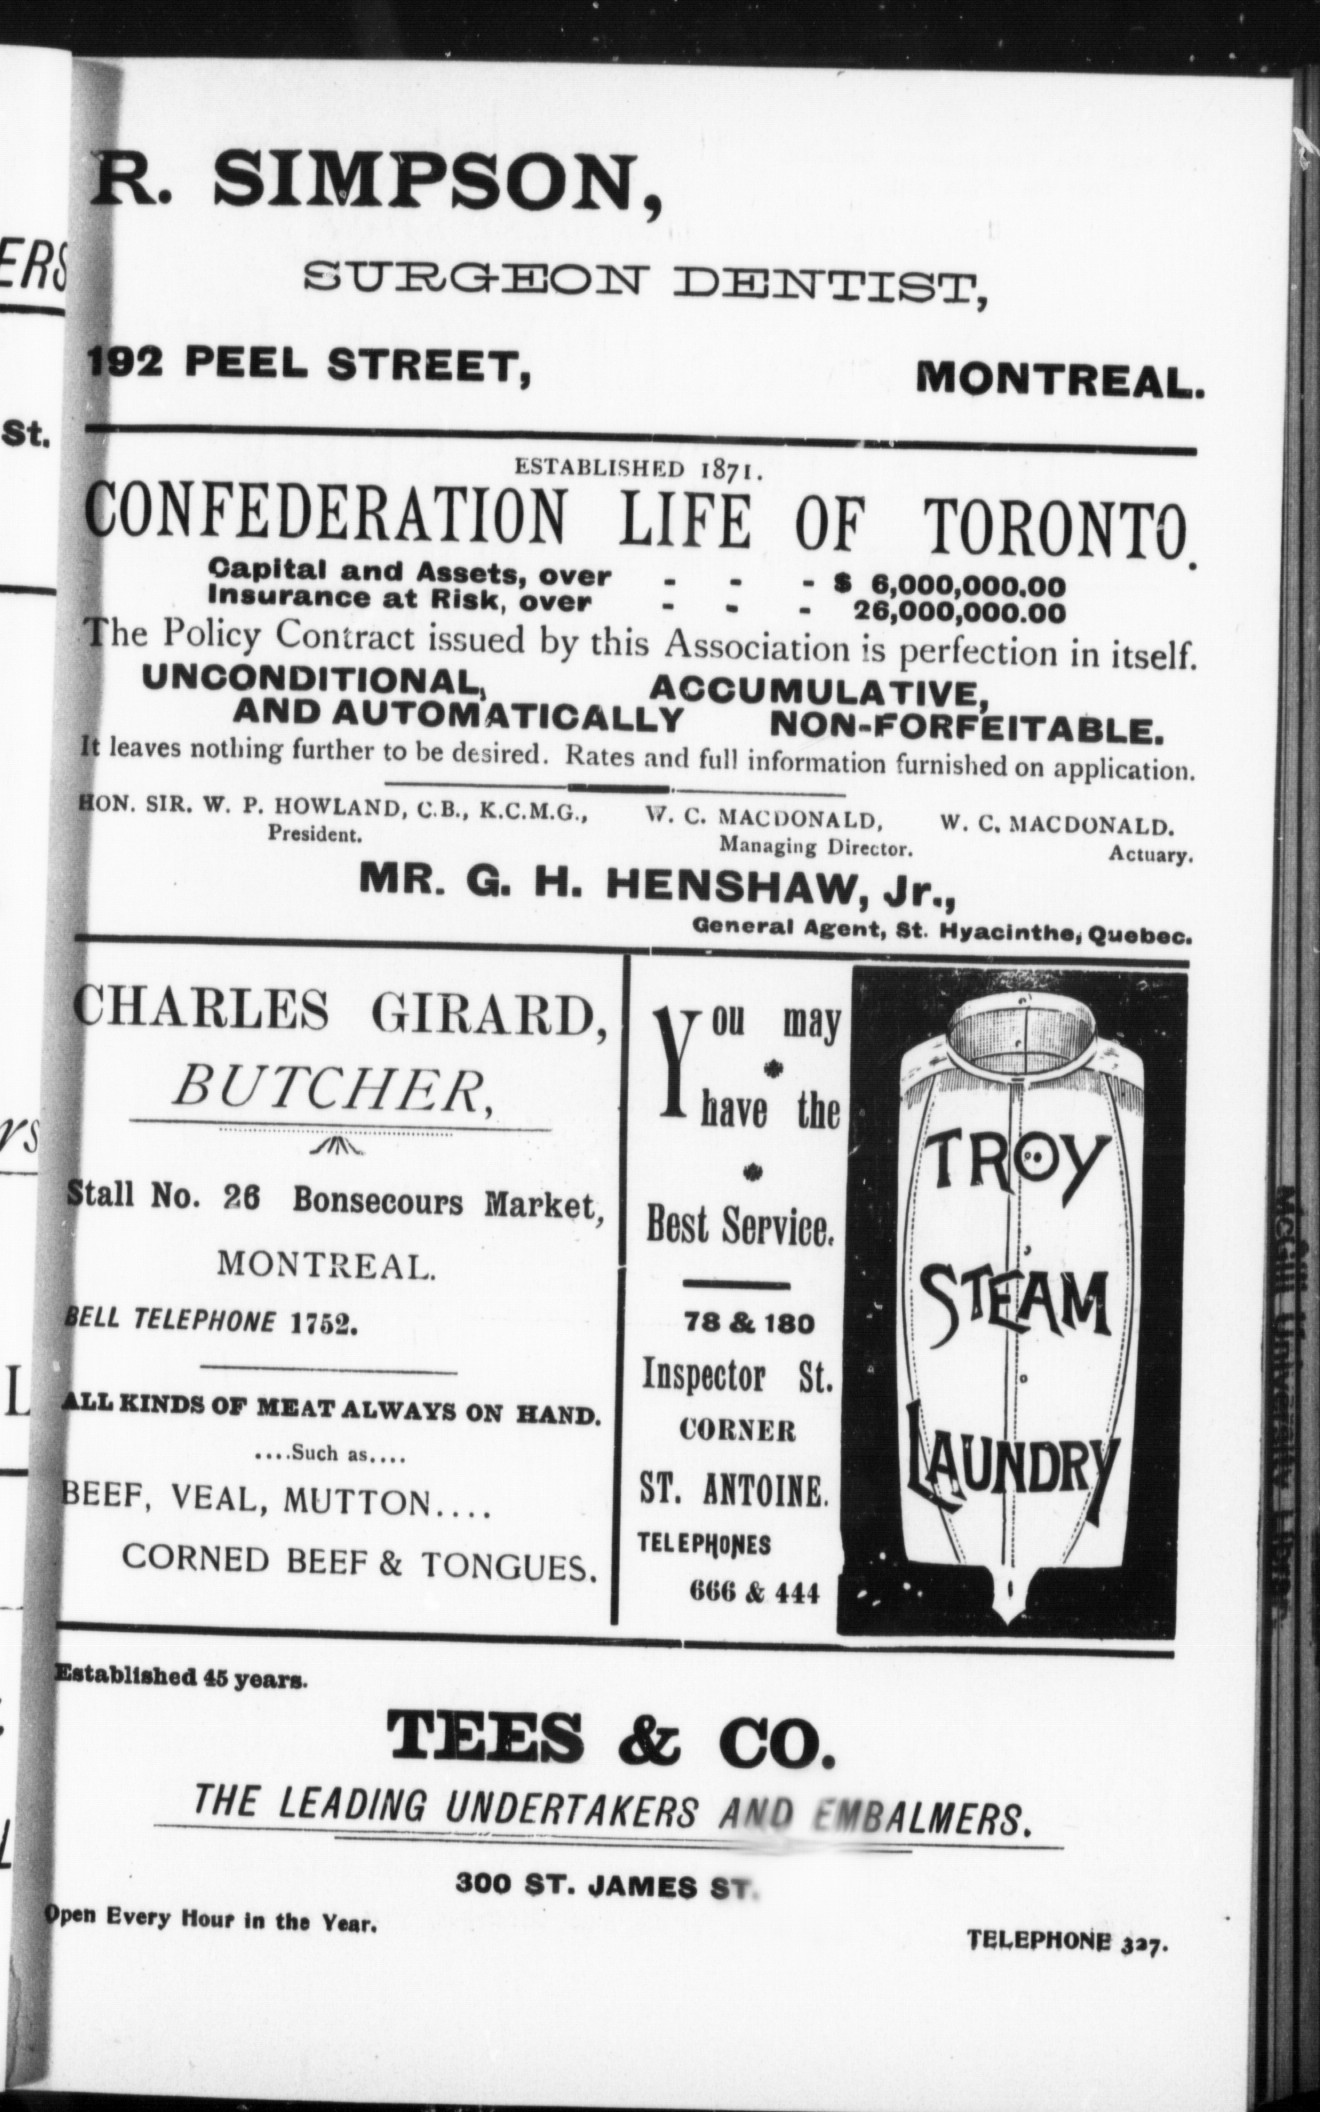 R. SIMPSON,
SURGEON DENTIST,
192 PEEL STREET, MONTREAL.
ESTABLISHED 1871.
CONFEDERATION LIFE OF TORONTO.
Capital and Assets, over - - - $ 6,000,000.00
Insurance at Risk, over - - - 26,000,000.00
The Policy Contract issued by this Association is perfection in itself.
UNCONDITIONAL, ACCUMULATIVE,
AND AUTOMATICALLY NON-FORFEITABLE.
It leaves nothing further to be desired. Rates and full information furnished on application.
HON. SIR. W. P. HOWLAND, C.B., K.C.M.G., W. C. MACDONALD, W. C. MACDONALD.
President. Managing Director. Actuary.
MR. G. H. HENSHAW, Jr.,
General Agent, St. Hyacinthe, Quebec.
CHARLES GIRARD,
BUTCHER,
Stall No. 26 Bonsecours Market,
MONTREAL.
BELL TELEPHONE 1752.
ALL KINDS OF MEAT ALWAYS ON HAND.
....Such as....
BEEF, VEAL, MUTTON....
CORNED BEEF & TONGUES.
You may
have the
Best Service.
78 & 180
Inspector St.
CORNER
ST. ANTOINE.
TELEPHONES
666 & 444
TROY
STEAM
LAUNDRY
Established 45 years.
TEES & CO.
THE LEADING UNDERTAKERS AND EMBALMERS.
300 ST. JAMES ST.
Open Every Hour in the Year.
TELEPHONE 327.
ERS
St.
rs
L
McGill University